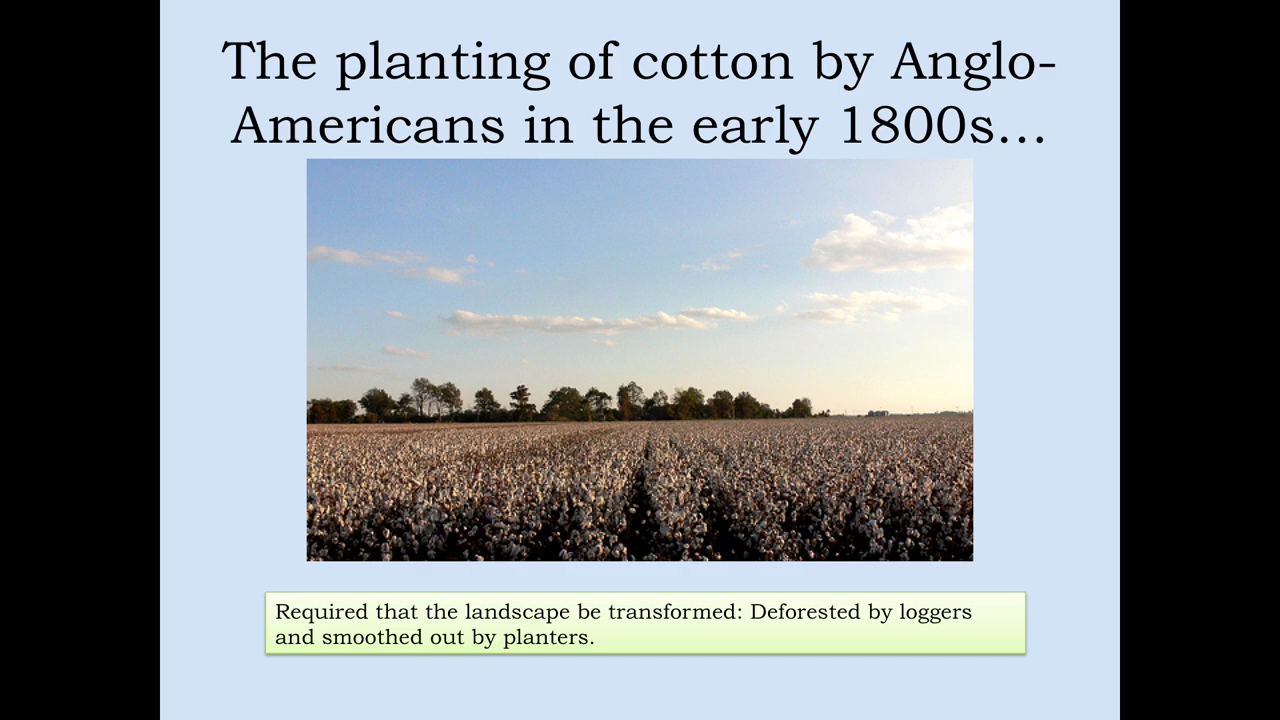 The planting of cotton by Anglo-
Americans in the early 1800s…
Required that the landscape be transformed: Deforested by loggers
and smoothed out by planters.